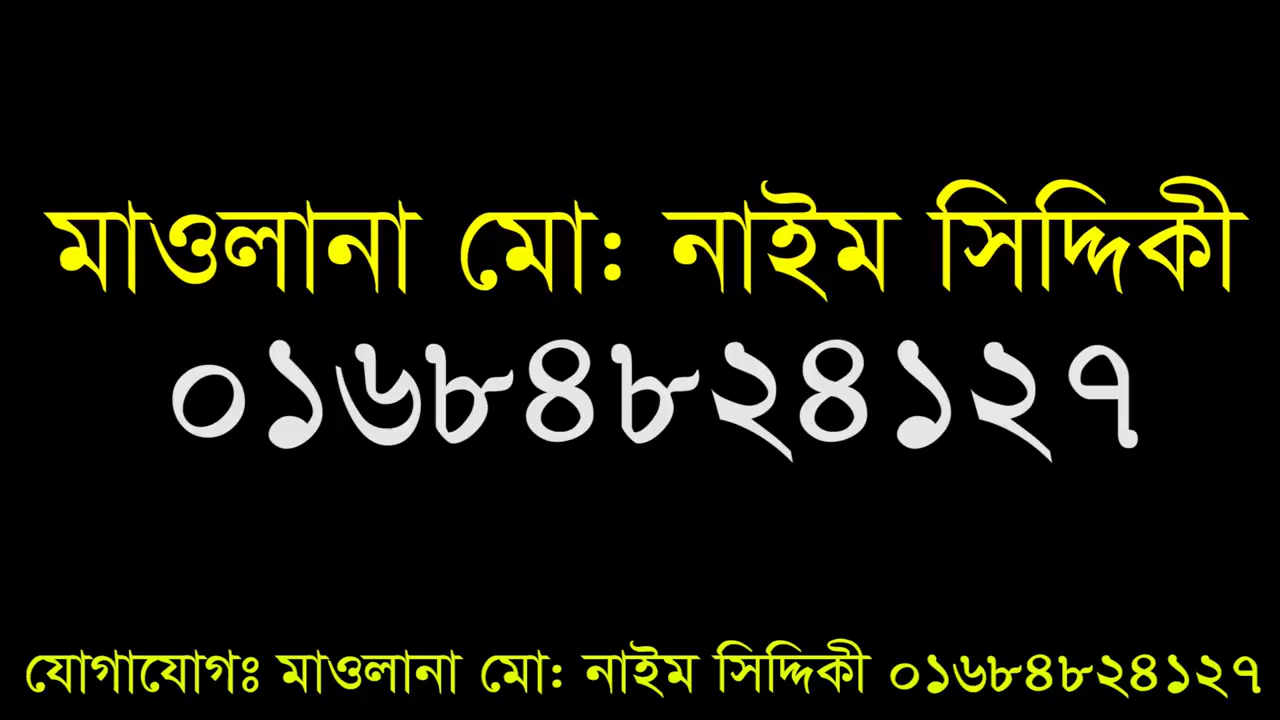 মাওলানা মো: নাইম সিদ্দিকী
০১৬৮৪৮২৪১২৭
যোগাযোগঃ মাওলানা মো: নাইম সিদ্দিকী ০১৬৮৪৮২৪১২৭